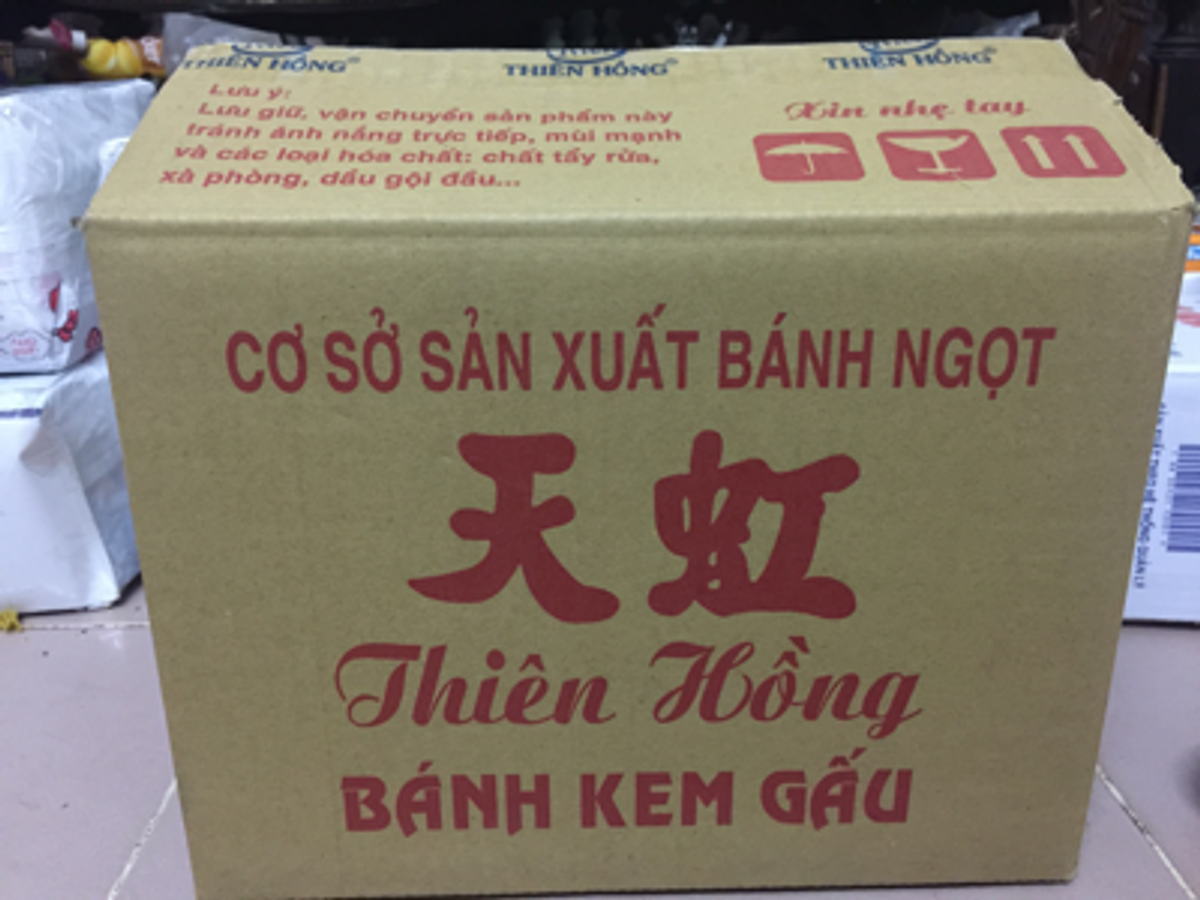 THIÊN HỒNG® THIÊN HỒNG® THIÊN HỒNG®
Lưu ý:
Lưu giữ, vận chuyển sản phẩm này
tránh ánh nắng trực tiếp, mùi mạnh
và các loại hóa chất: chất tẩy rửa,
xà phòng, dầu gội đầu...
Xin nhẹ tay
CƠ SỞ SẢN XUẤT BÁNH NGỌT
天虹
Thiên Hồng
BÁNH KEM GẤU